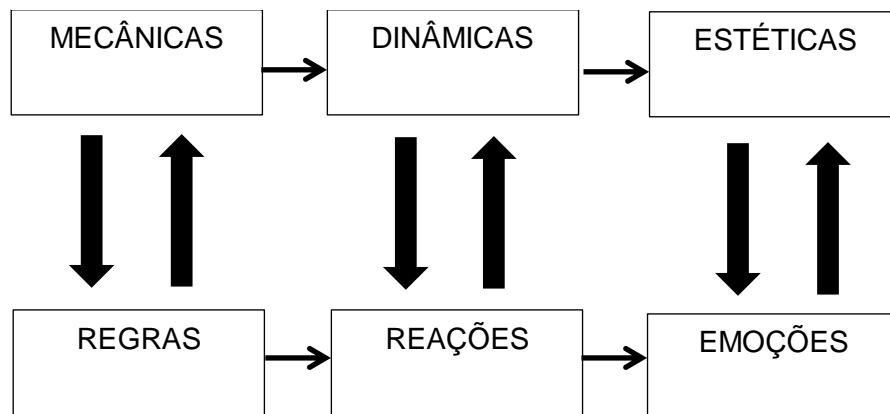 MECÂNICAS
DINÂMICAS
ESTÉTICAS
REGRAS
REAÇÕES
EMOÇÕES